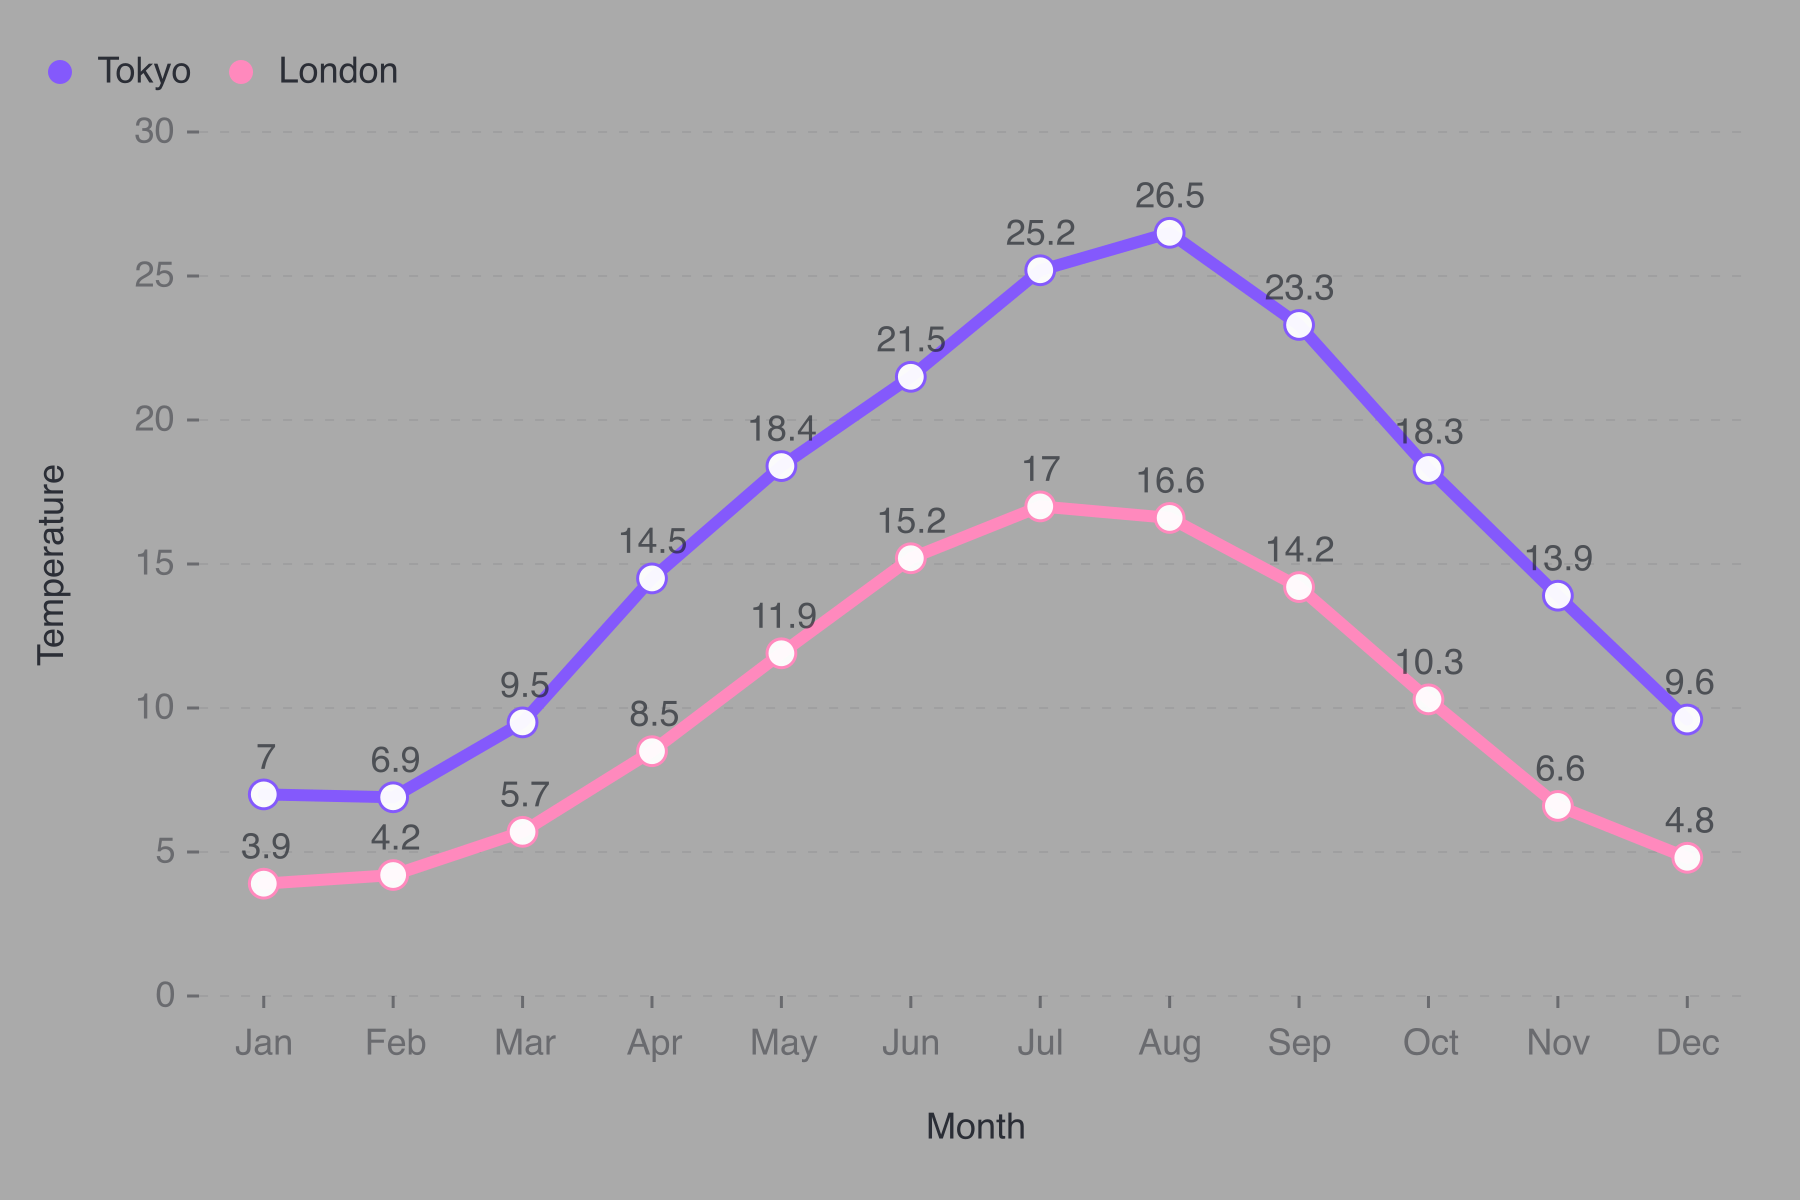 Tokyo London
30
25
20
15
10
5
0
Temperature
7 6.9 9.5 14.5 18.4 21.5 25.2 26.5 23.3 18.3 13.9 9.6
3.9 4.2 5.7 8.5 11.9 15.2 17 16.6 14.2 10.3 6.6 4.8
Jan Feb Mar Apr May Jun Jul Aug Sep Oct Nov Dec
Month